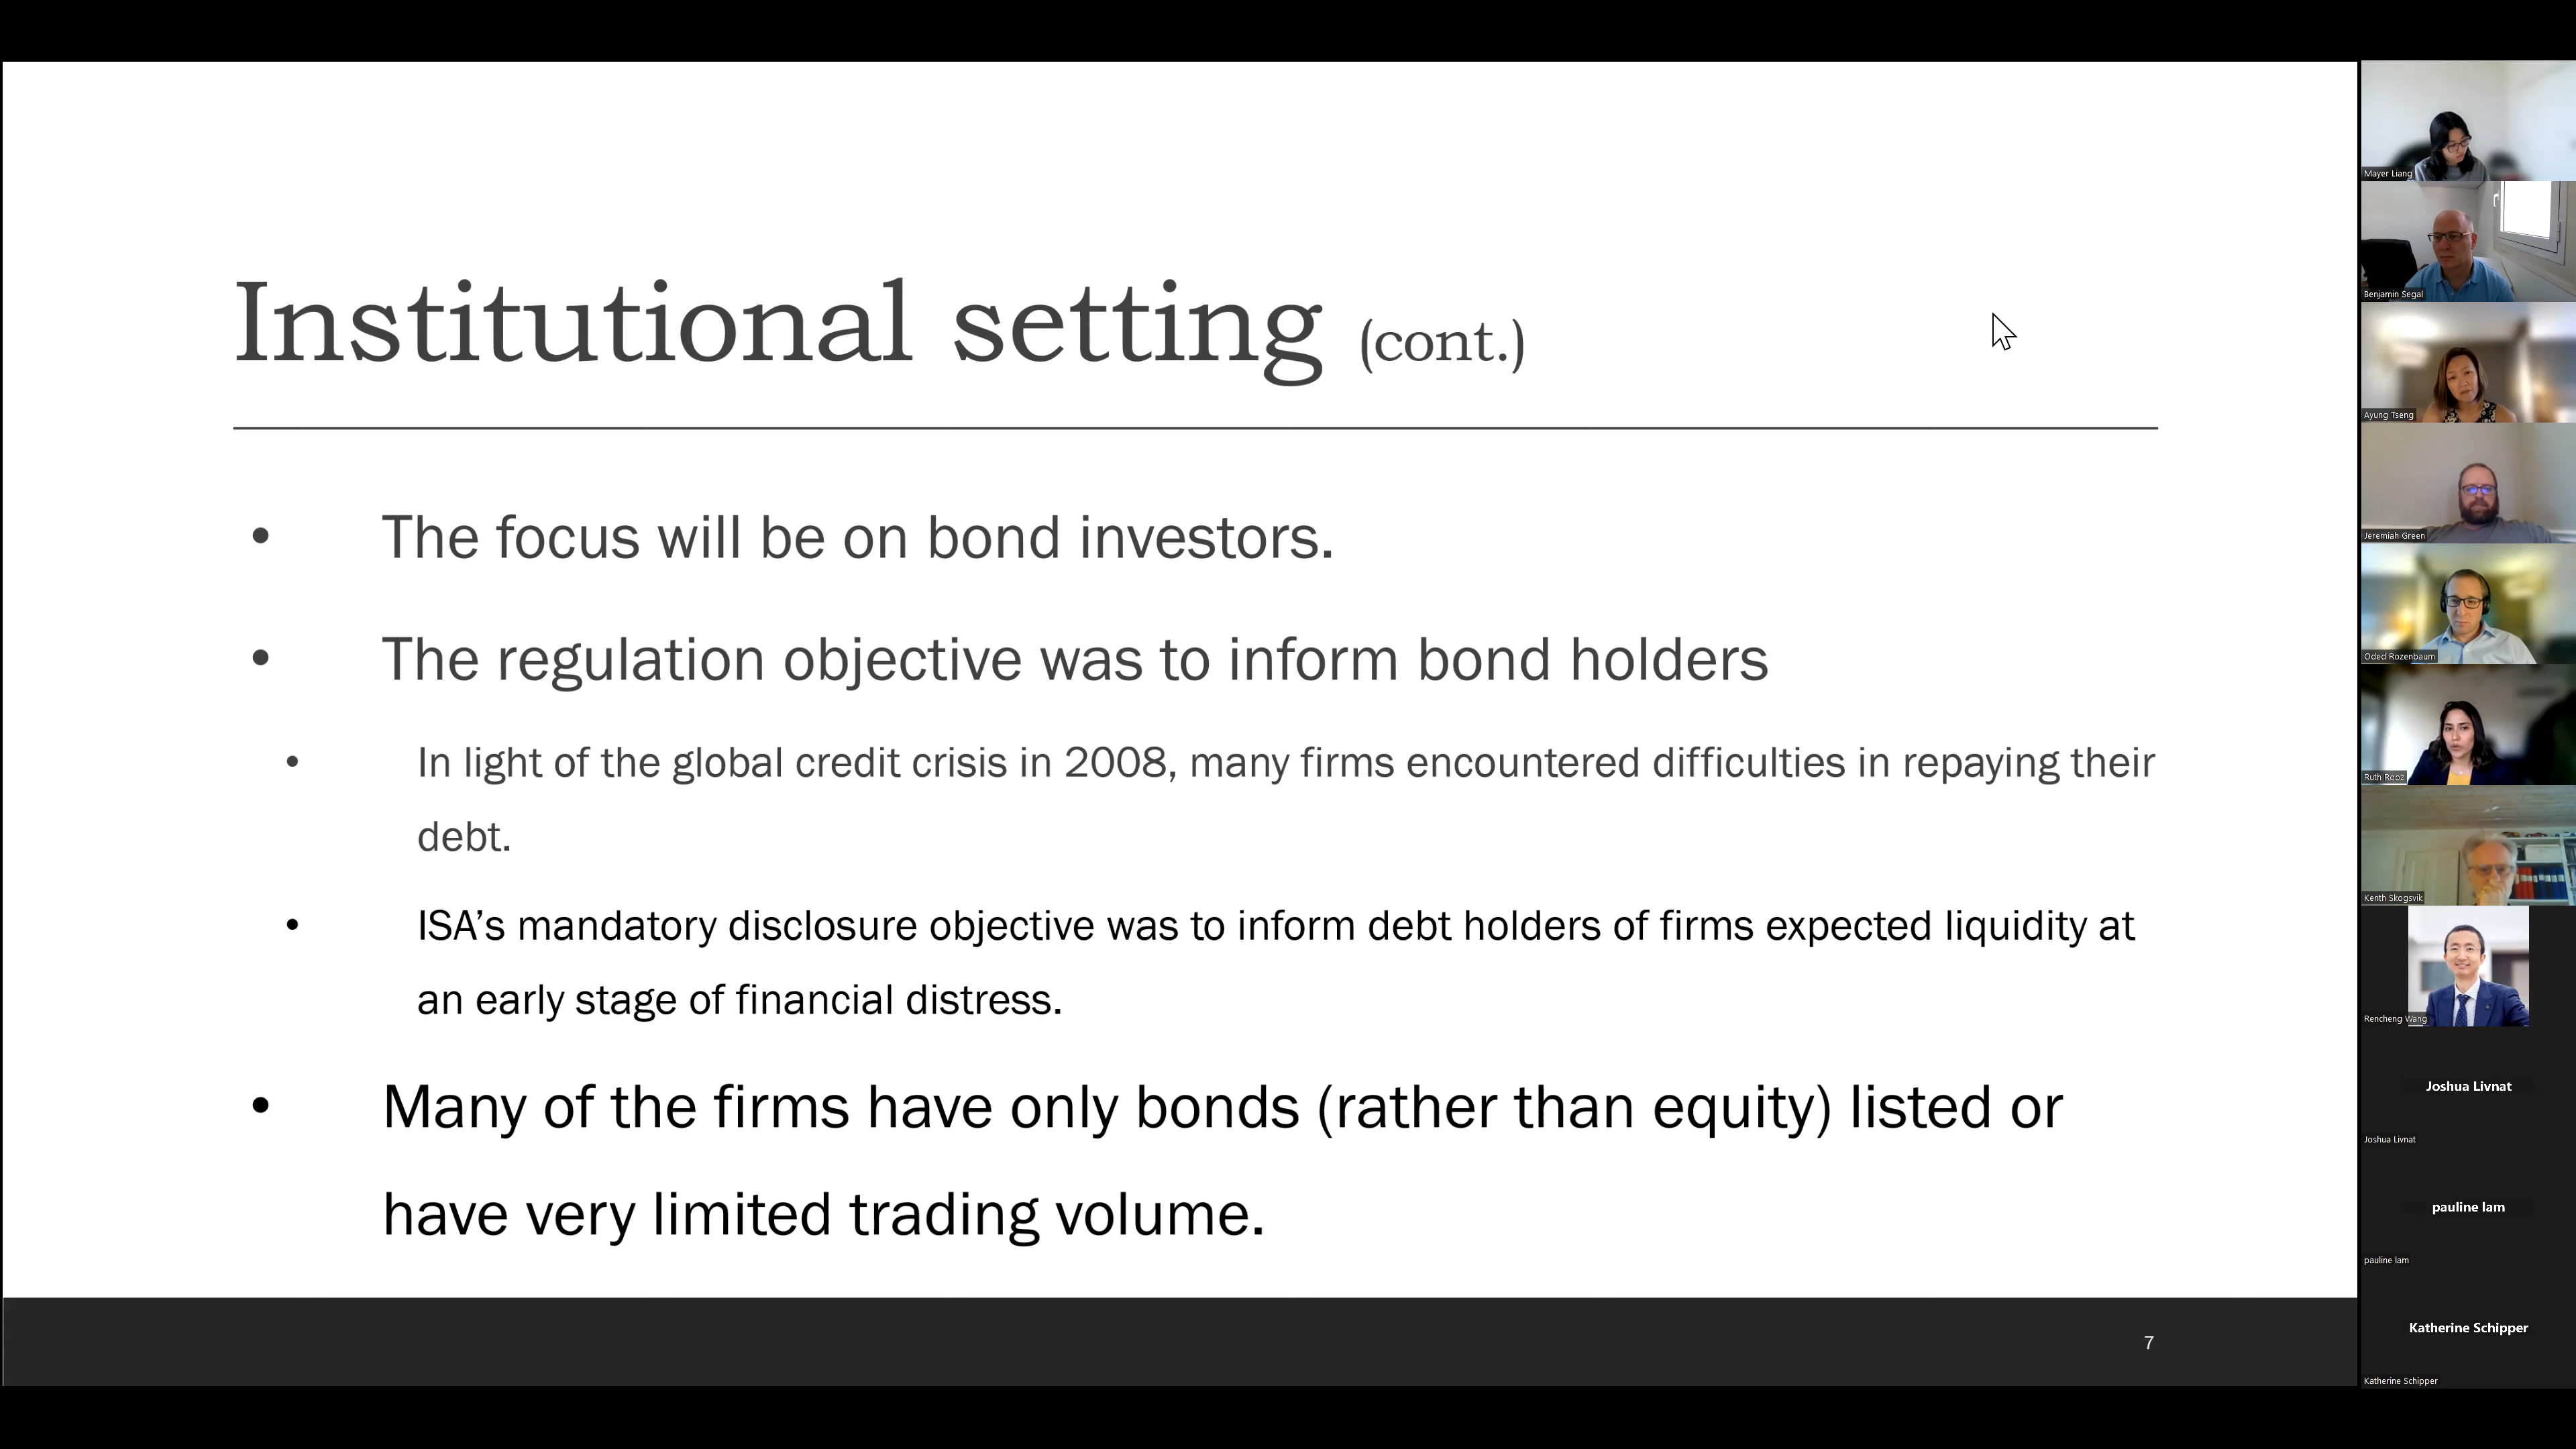 Institutional setting (cont.)
• The focus will be on bond investors.
• The regulation objective was to inform bond holders
• In light of the global credit crisis in 2008, many firms encountered difficulties in repaying their
debt.
• ISA’s mandatory disclosure objective was to inform debt holders of firms expected liquidity at
an early stage of financial distress.
• Many of the firms have only bonds (rather than equity) listed or
have very limited trading volume.
7
Mayer Liang
Benjamin Segal
Ayung Tseng
Jeremiah Green
Oded Rozenbaum
Ruth Rooz
Kenth Skogsvik
Rencheng Wang
Joshua Livnat
Joshua Livnat
pauline lam
pauline lam
Katherine Schipper
Katherine Schipper